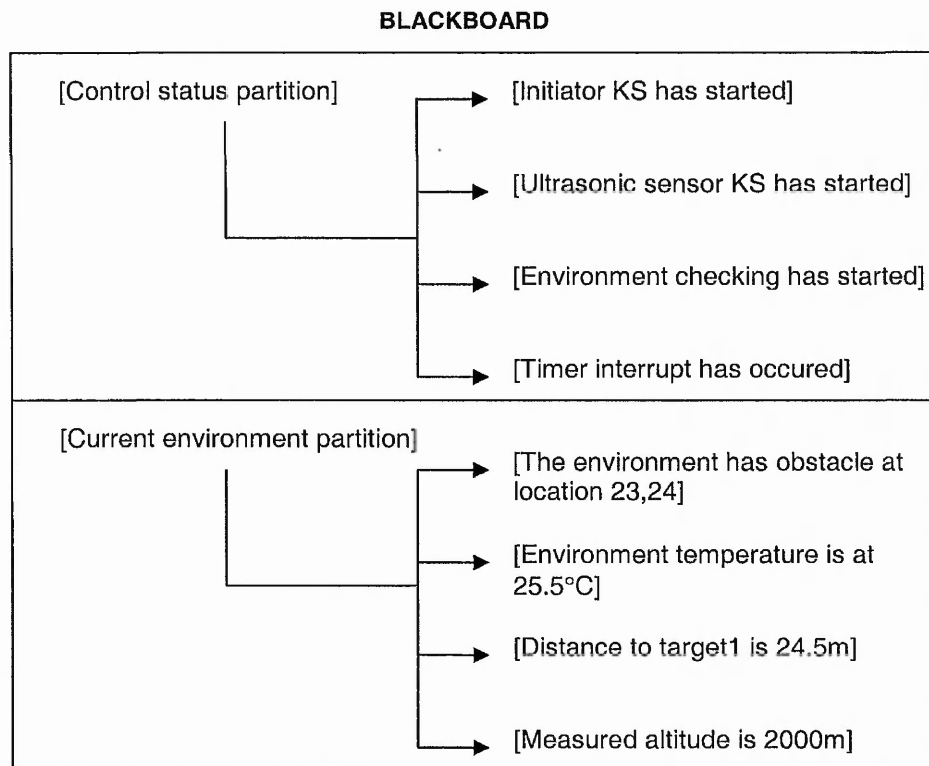 BLACKBOARD
[Control status partition]
[Initiator KS has started]
[Ultrasonic sensor KS has started]
[Environment checking has started]
[Timer interrupt has occured]
[Current environment partition]
[The environment has obstacle at
location 23,24]
[Environment temperature is at
25.5°C]
[Distance to target1 is 24.5m]
[Measured altitude is 2000m]